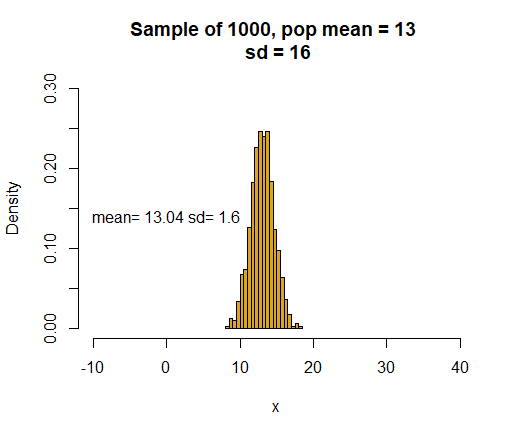 Sample of 1000, pop mean = 13
sd = 16
0.30
0.20
0.10
0.00
Density
mean= 13.04 sd= 1.6
-10 0 10 20 30 40
x